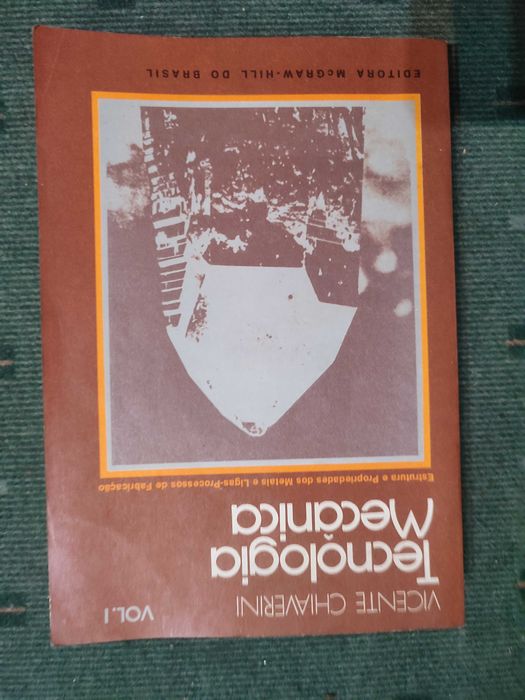 VICENTE CHIAVERINI
VOL. I
Tecnologia
Mecânica
Estrutura e Propriedades dos Metais e Ligas-Processos de Fabricação
EDITORA McGRAW-HILL DO BRASIL